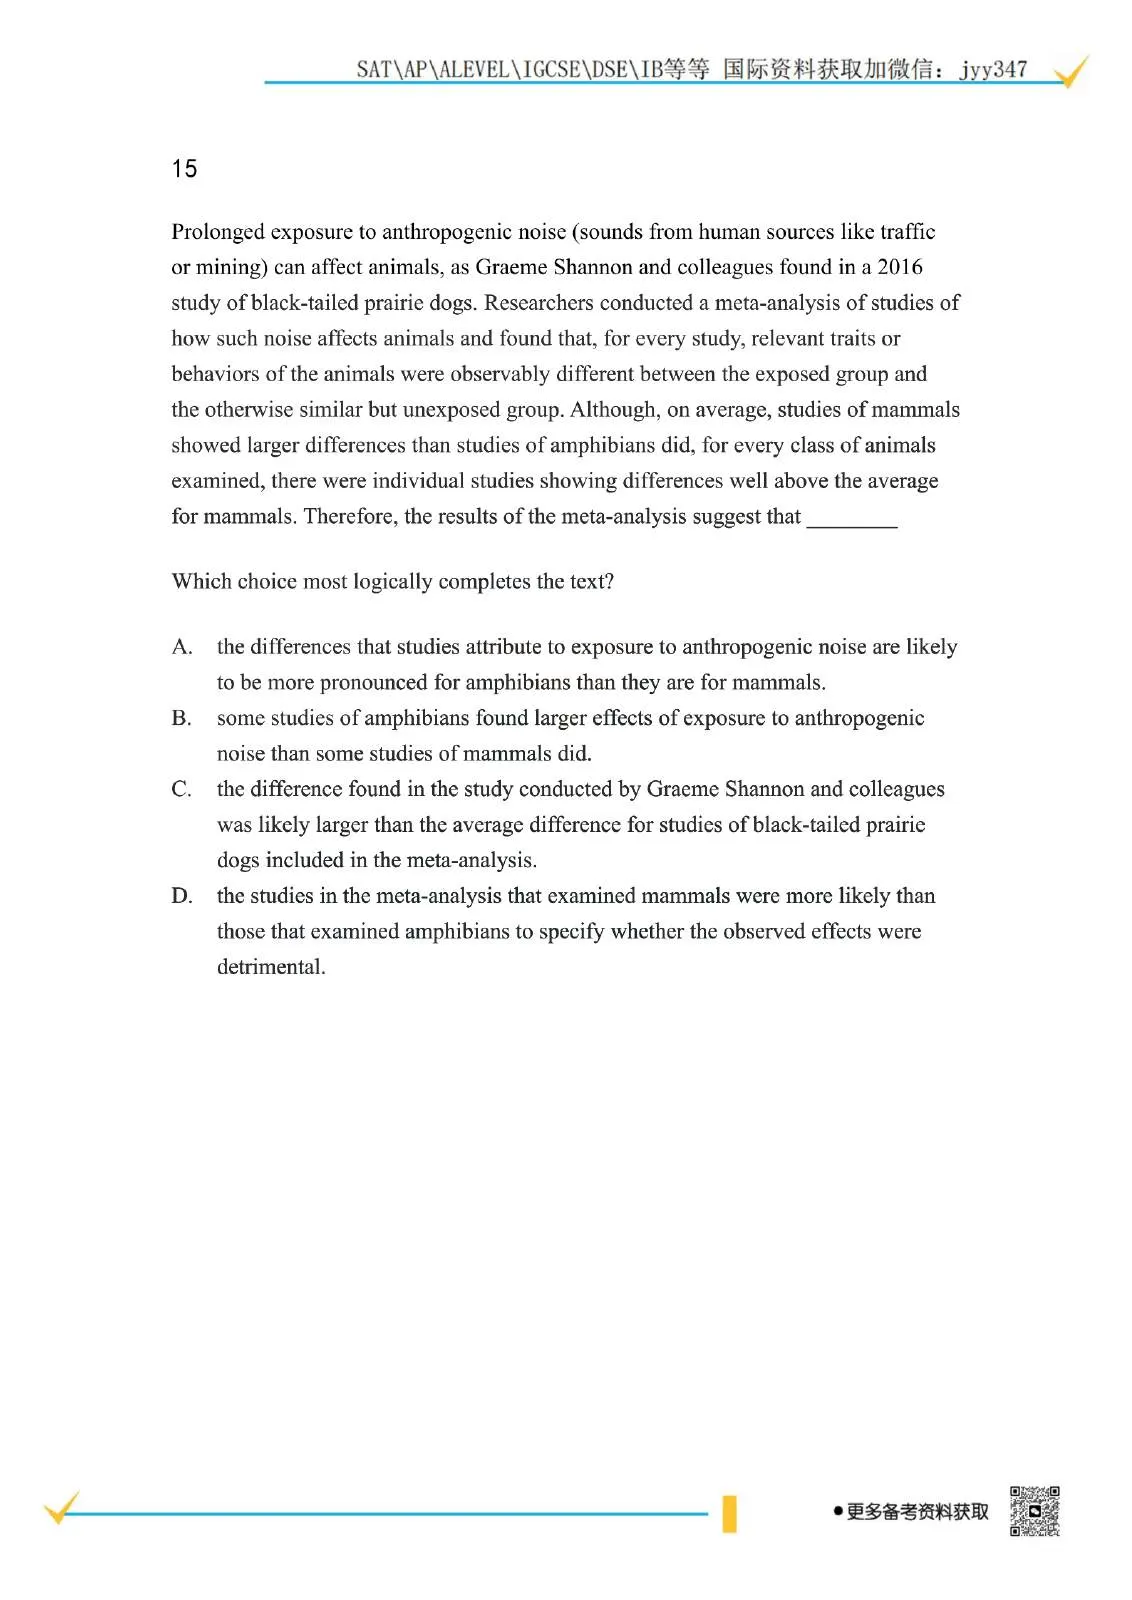 SAT\AP\ALEVEL\IGCSE\DSE\IB等等 国际资料获取加微信：jyy347
15
Prolonged exposure to anthropogenic noise (sounds from human sources like traffic
or mining) can affect animals, as Graeme Shannon and colleagues found in a 2016
study of black-tailed prairie dogs. Researchers conducted a meta-analysis of studies of
how such noise affects animals and found that, for every study, relevant traits or
behaviors of the animals were observably different between the exposed group and
the otherwise similar but unexposed group. Although, on average, studies of mammals
showed larger differences than studies of amphibians did, for every class of animals
examined, there were individual studies showing differences well above the average
for mammals. Therefore, the results of the meta-analysis suggest that ________
Which choice most logically completes the text?
A. the differences that studies attribute to exposure to anthropogenic noise are likely
to be more pronounced for amphibians than they are for mammals.
B. some studies of amphibians found larger effects of exposure to anthropogenic
noise than some studies of mammals did.
C. the difference found in the study conducted by Graeme Shannon and colleagues
was likely larger than the average difference for studies of black-tailed prairie
dogs included in the meta-analysis.
D. the studies in the meta-analysis that examined mammals were more likely than
those that examined amphibians to specify whether the observed effects were
detrimental.
●更多备考资料获取